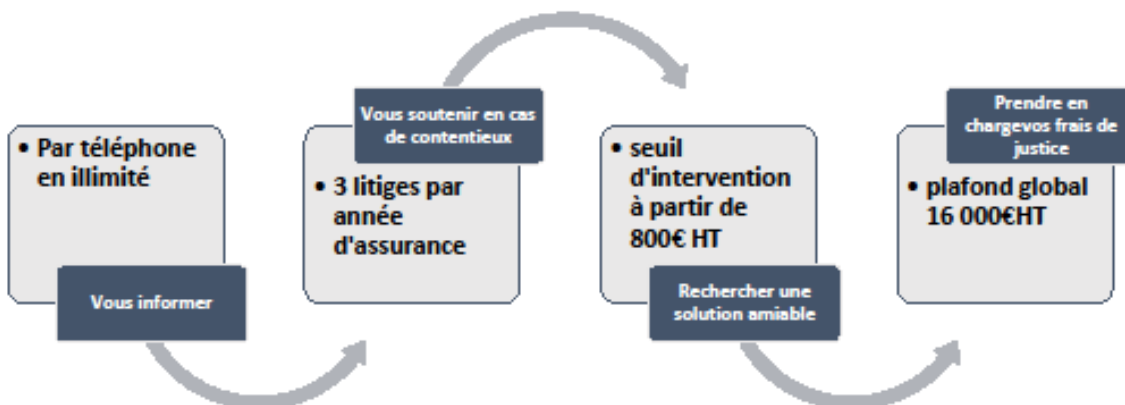 • Par téléphone
en illimité
Vous informer
Vous soutenir en cas
de contentieux
• 3 litiges par
année
d'assurance
• seuil
d'intervention
à partir de
800€ HT
Rechercher une
solution amiable
Prendre en
chargevos frais de
justice
• plafond global
16 000€HT